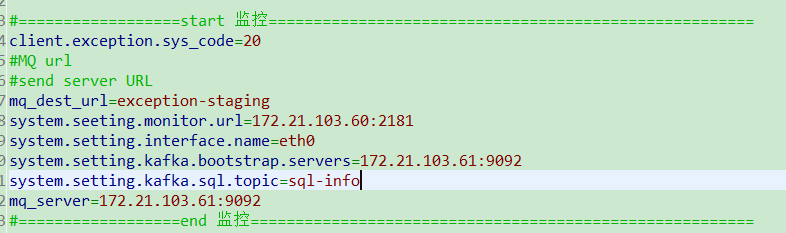 #==================start 监控======================================================
client.exception.sys_code=20
#MQ url
#send server URL
mq_dest_url=exception-staging
system.seeting.monitor.url=172.21.103.60:2181
system.setting.interface.name=eth0
system.setting.kafka.bootstrap.servers=172.21.103.61:9092
system.setting.kafka.sql.topic=sql-info
mq_server=172.21.103.61:9092
#==================end 监控========================================================